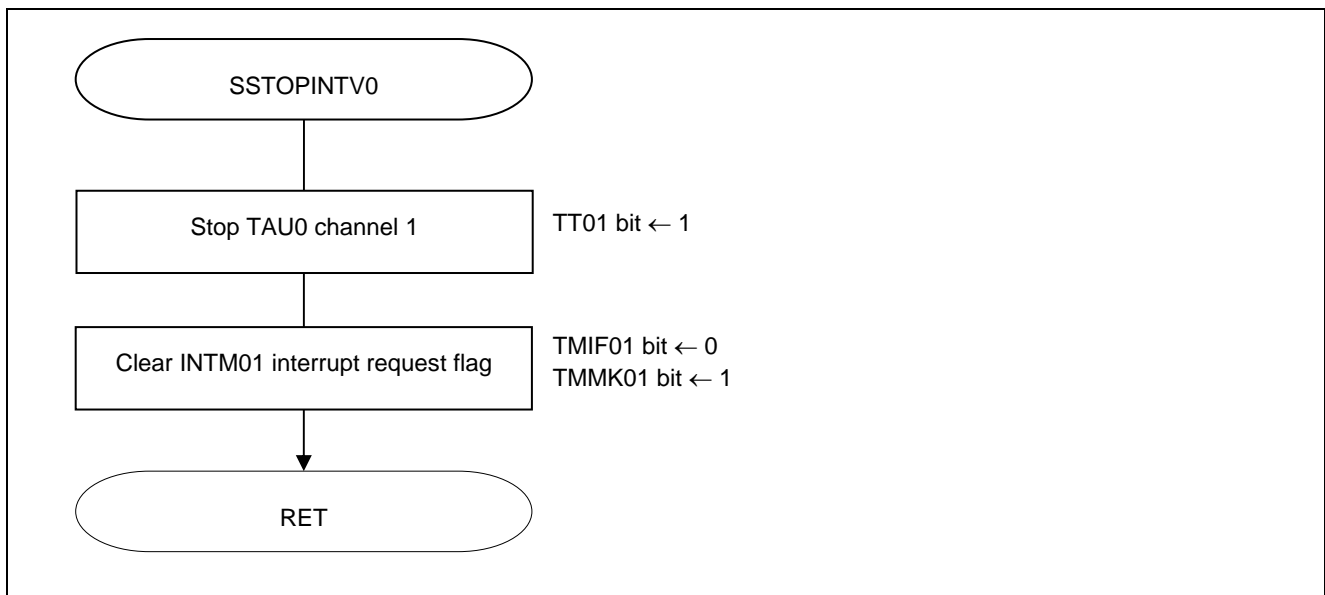 SSTOPINTV0
Stop TAU0 channel 1
TT01 bit ← 1
Clear INTM01 interrupt request flag
TMIF01 bit ← 0
TMMK01 bit ← 1
RET